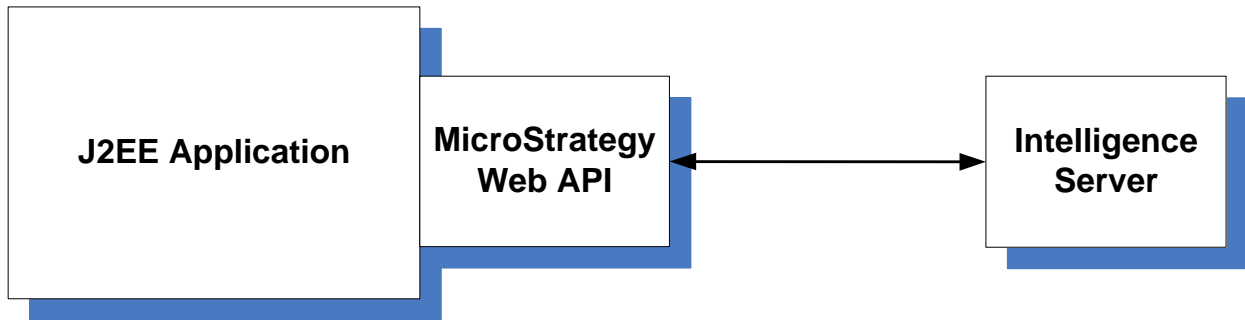 J2EE Application
MicroStrategy
Web API
Intelligence
Server